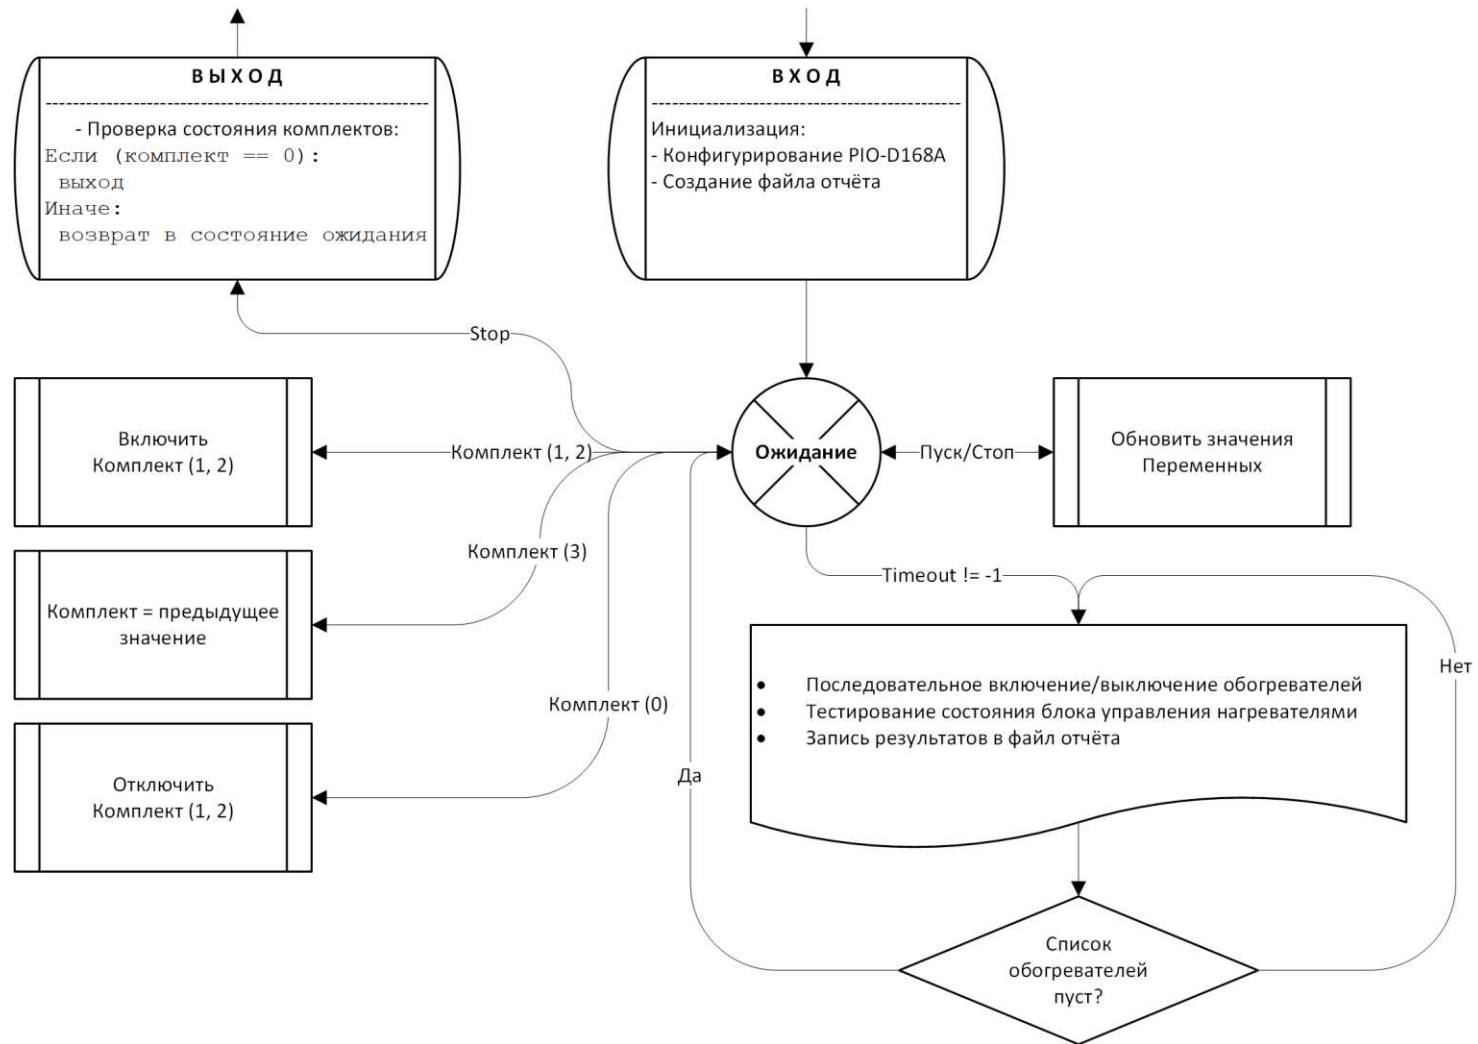 ВЫХОД
- Проверка состояния комплектов:
Если (комплект == 0):
выход
Иначе:
возврат в состояние ожидания
ВХОД
Инициализация:
- Конфигурирование PIO-D168A
- Создание файла отчёта
Stop
Включить
Комплект (1, 2)
Комплект (1, 2)
Ожидание
Пуск/Стоп
Обновить значения
Переменных
Комплект (3)
Комплект = предыдущее
значение
Timeout != -1
Нет
Комплект (0)
Отключить
Комплект (1, 2)
• Последовательное включение/выключение обогревателей
• Тестирование состояния блока управления нагревателями
• Запись результатов в файл отчёта
Да
Список
обогревателей
пуст?